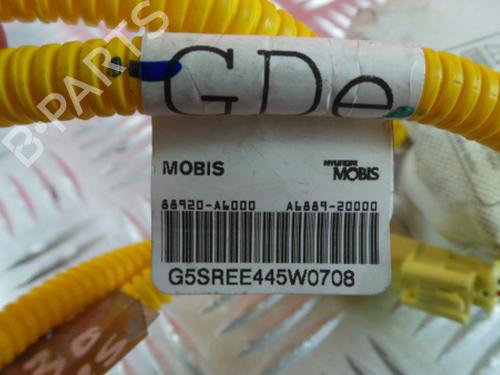 B-PARTS
GDe
MOBIS
HYUNDAI
MOBIS
88920-A6000 A6889-20000
G5SREE445W0708